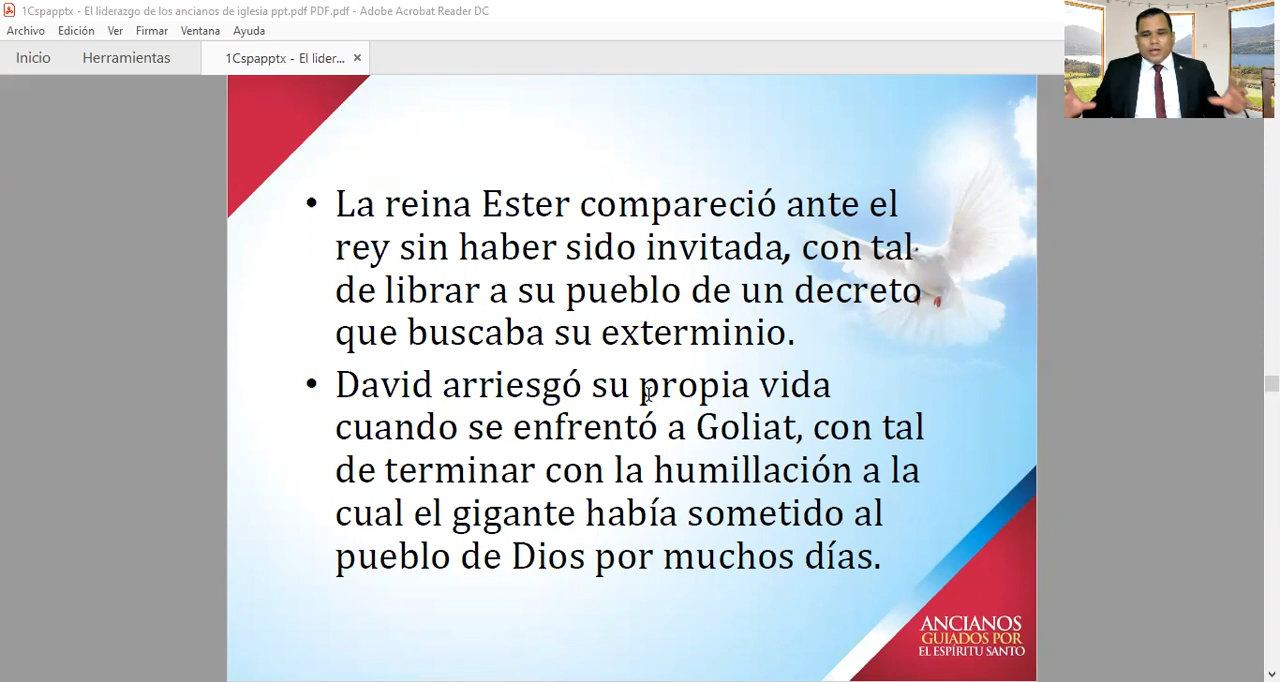 1Cspapptx - El liderazgo de los ancianos de iglesia ppt.pdf PDF.pdf - Adobe Acrobat Reader DC
Archivo Edición Ver Firmar Ventana Ayuda
Inicio Herramientas 1Cspapptx - El lider... ×
• La reina Ester compareció ante el
rey sin haber sido invitada, con tal
de librar a su pueblo de un decreto
que buscaba su exterminio.
• David arriesgó su propia vida
cuando se enfrentó a Goliat, con tal
de terminar con la humillación a la
cual el gigante había sometido al
pueblo de Dios por muchos días.
ANCIANOS
GUIADOS POR
EL ESPÍRITU SANTO